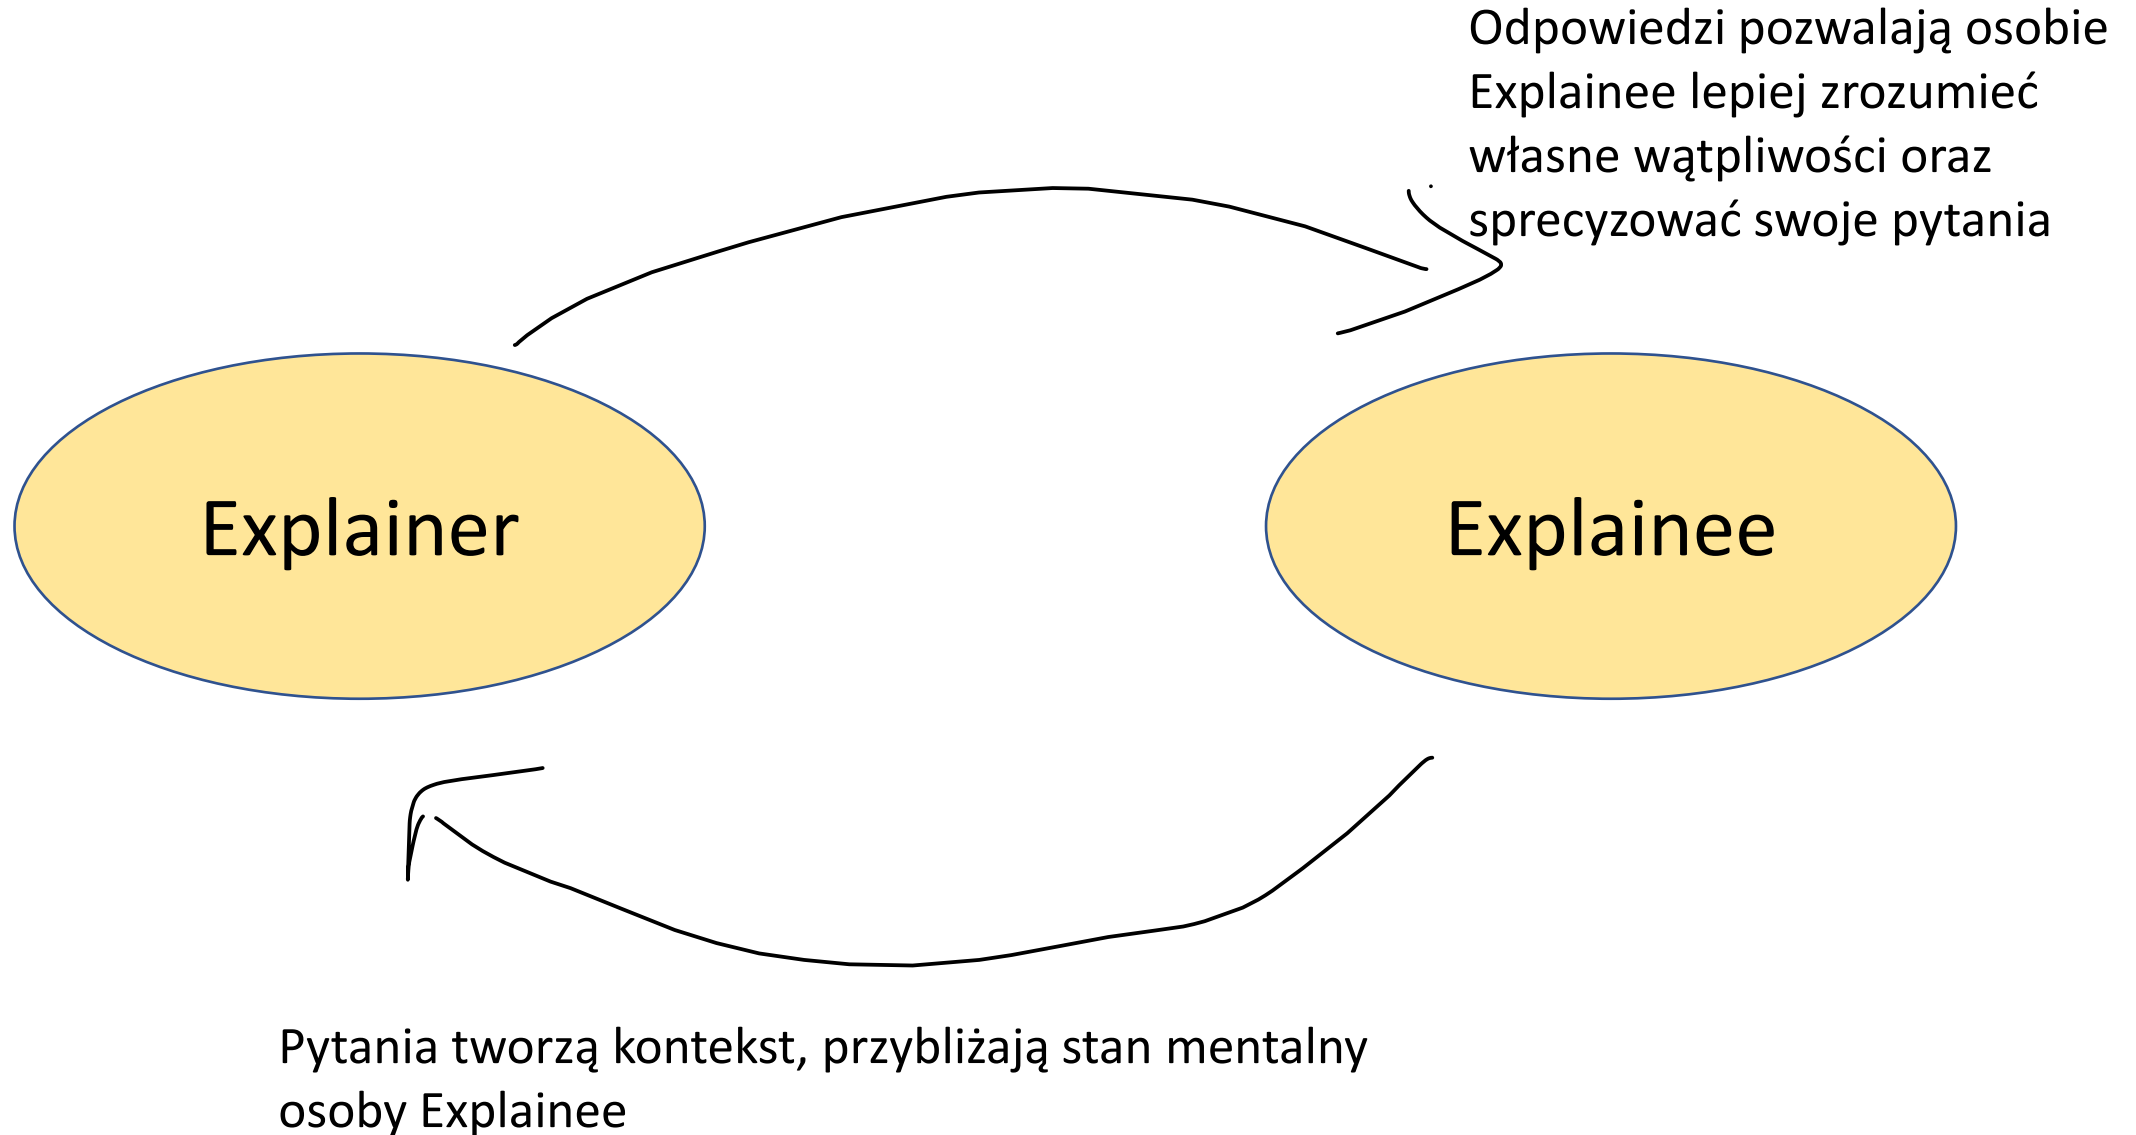 Odpowiedzi pozwalają osobie
Explainee lepiej zrozumieć
własne wątpliwości oraz
sprecyzować swoje pytania
Explainer
Explainee
Pytania tworzą kontekst, przybliżają stan mentalny
osoby Explainee